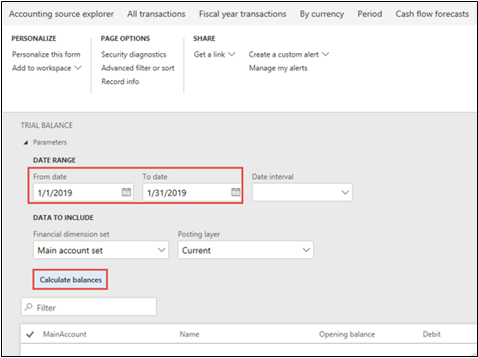 Accounting source explorer All transactions Fiscal year transactions By currency Period Cash flow forecasts
PERSONALIZE PAGE OPTIONS SHARE
Personalize this form Security diagnostics Get a link Create a custom alert
Add to workspace Advanced filter or sort Manage my alerts
Record info
TRIAL BALANCE
Parameters
DATE RANGE
From date To date Date interval
1/1/2019 1/31/2019
DATA TO INCLUDE
Financial dimension set Posting layer
Main account set Current
Calculate balances
Filter
MainAccount Name Opening balance Debit